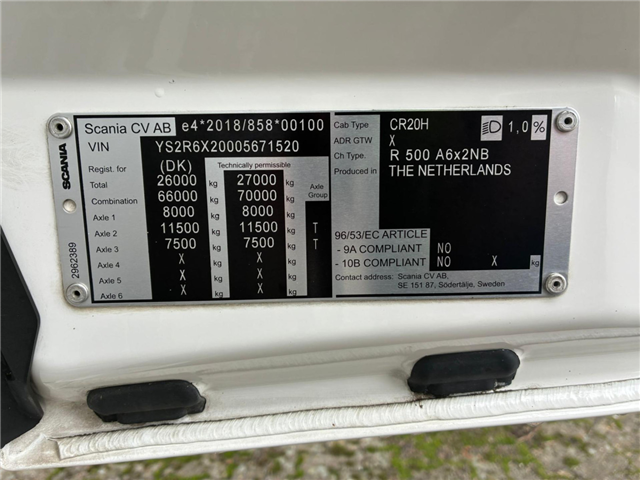 SCANIA
2962389
Scania CV AB e4*2018/858*00100
VIN YS2R6X20005671520
Regist. for (DK) Technically permissible
Total 26000 kg 27000 kg Axle Group
Combination 66000 kg 70000 kg
Axle 1 8000 kg 8000 kg
Axle 2 11500 kg 11500 kg T
Axle 3 7500 kg 7500 kg T
Axle 4 X kg X kg
Axle 5 X kg X kg
Axle 6 X kg X kg
Cab Type CR20H 1,0%
ADR GTW X
Ch. Type R 500 A6x2NB
Produced in THE NETHERLANDS
96/53/EC ARTICLE
- 9A COMPLIANT NO
- 10B COMPLIANT NO X kg
Contact address: Scania CV AB,
SE 151 87, Södertälje, Sweden